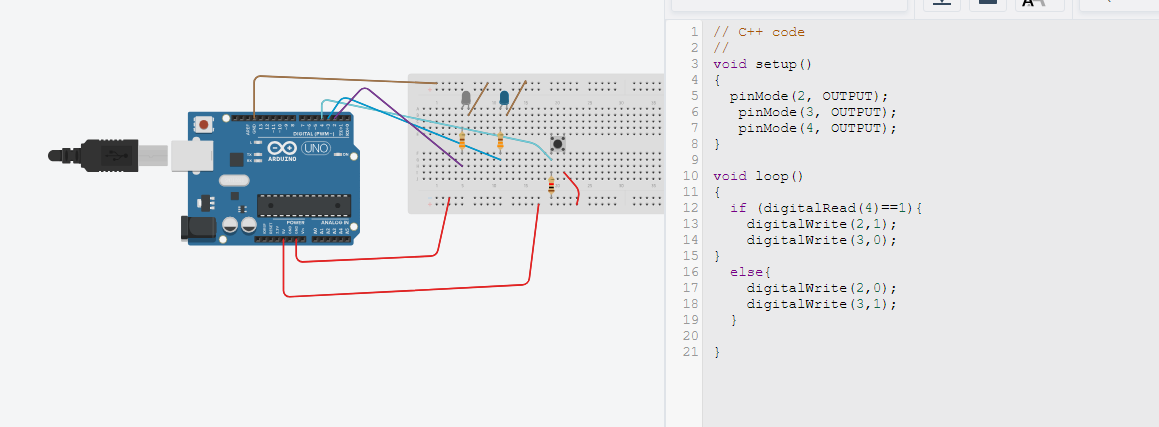 DIGITAL (PWM~)
UNO
ARDUINO
ON
POWER
ANALOG IN
1 // C++ code
2 //
3 void setup()
4 {
5 pinMode(2, OUTPUT);
6 pinMode(3, OUTPUT);
7 pinMode(4, OUTPUT);
8 }
9
10 void loop()
11 {
12 if (digitalRead(4)==1){
13 digitalWrite(2,1);
14 digitalWrite(3,0);
15 }
16 else{
17 digitalWrite(2,0);
18 digitalWrite(3,1);
19 }
20
21 }